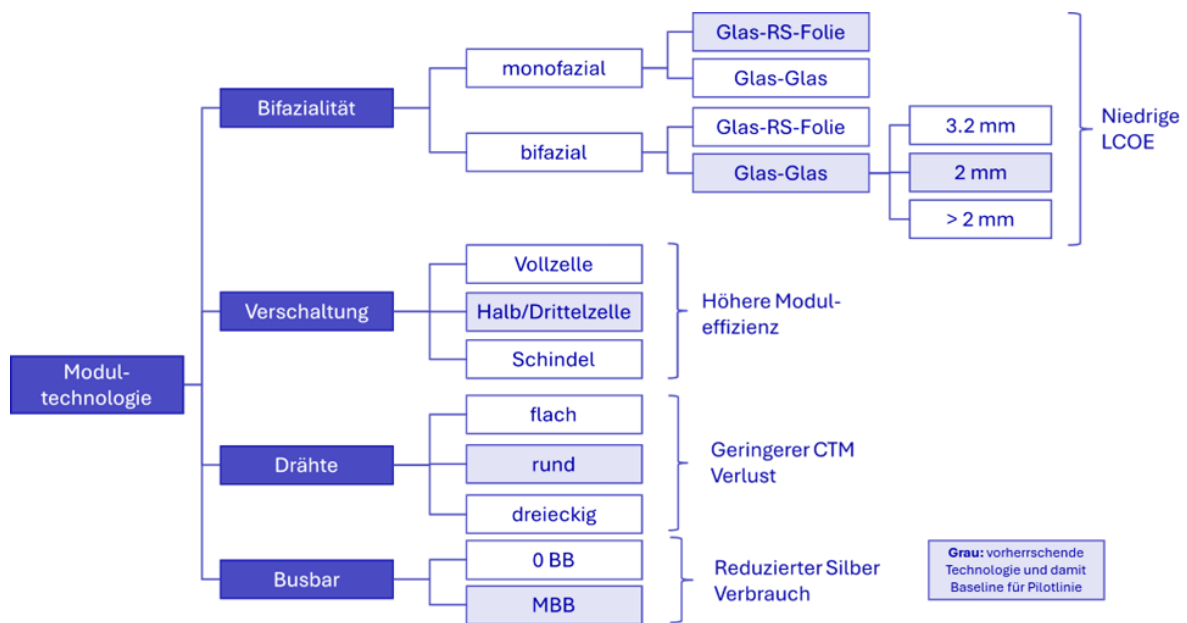 Modul-
technologie
Bifazialität
monofazial
Glas-RS-Folie
Glas-Glas
bifazial
Glas-RS-Folie
Glas-Glas
3.2 mm
2 mm
> 2 mm
Niedrige
LCOE
Verschaltung
Vollzelle
Halb/Drittelzelle
Schindel
Höhere Modul-
effizienz
Drähte
flach
rund
dreieckig
Geringerer CTM
Verlust
Busbar
0 BB
MBB
Reduzierter Silber
Verbrauch
Grau: vorherrschende
Technologie und damit
Baseline für Pilotlinie